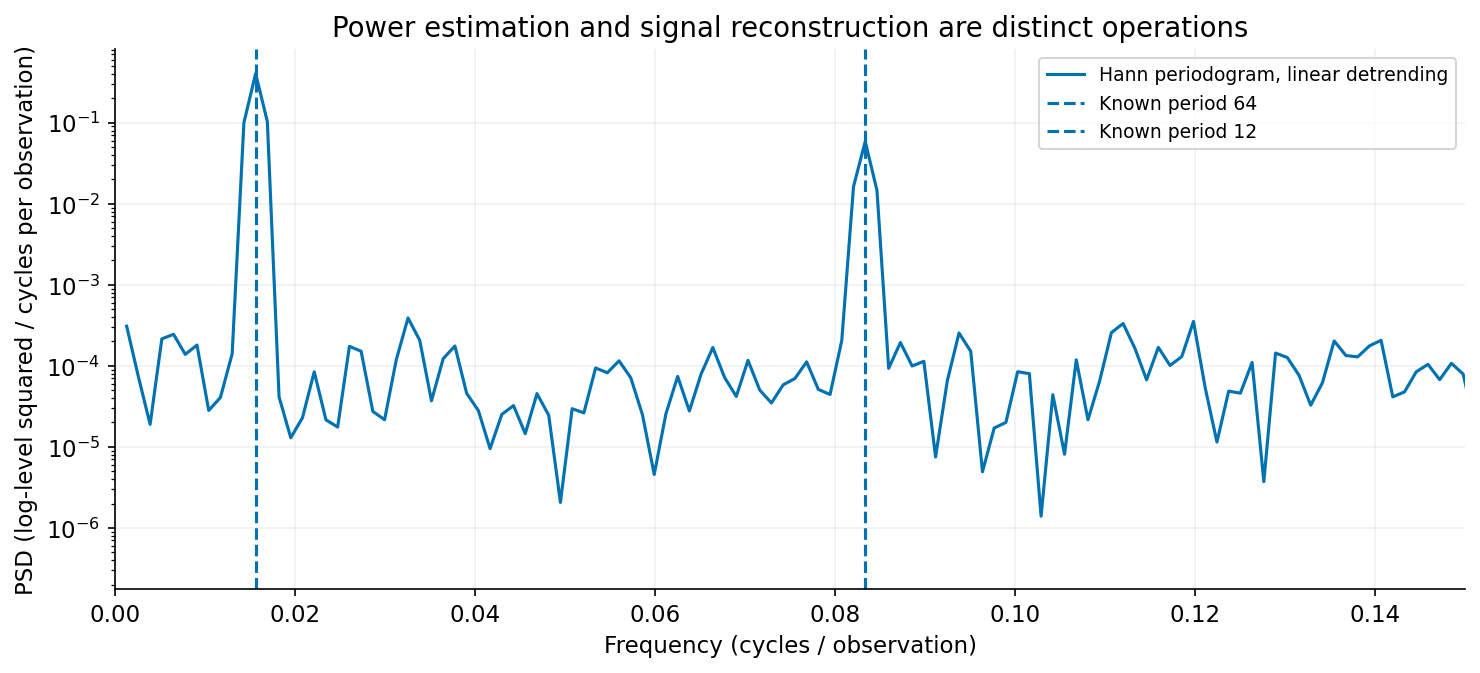 Power estimation and signal reconstruction are distinct operations
Hann periodogram, linear detrending
Known period 64
Known period 12
PSD (log-level squared / cycles per observation)
10⁻¹
10⁻²
10⁻³
10⁻⁴
10⁻⁵
10⁻⁶
0.00 0.02 0.04 0.06 0.08 0.10 0.12 0.14
Frequency (cycles / observation)